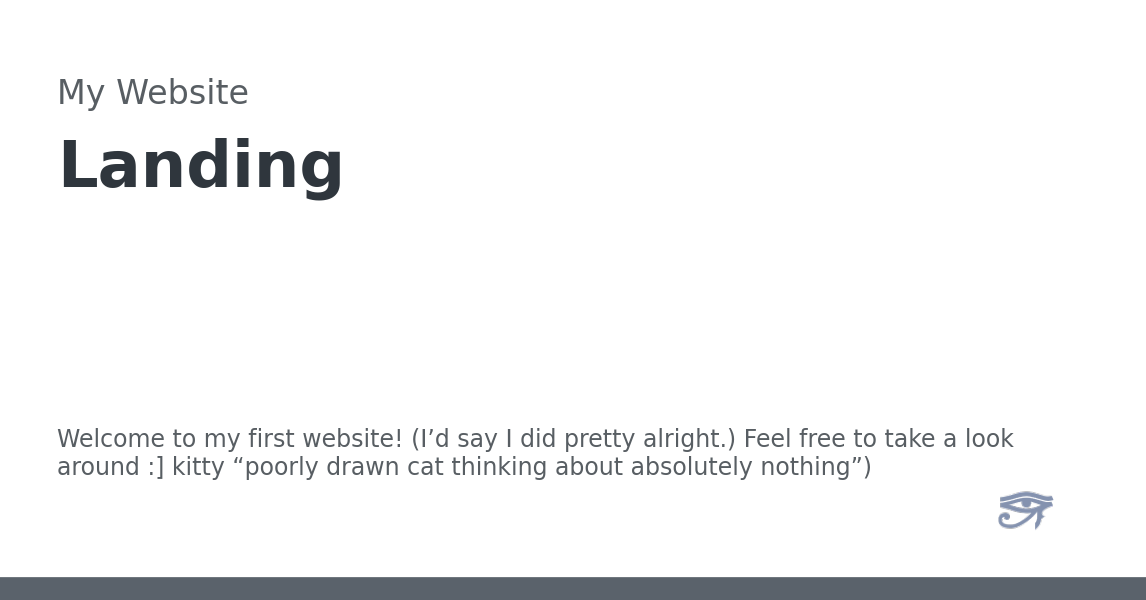 My Website
Landing
Welcome to my first website! (I’d say I did pretty alright.) Feel free to take a look
around :] kitty “poorly drawn cat thinking about absolutely nothing”)